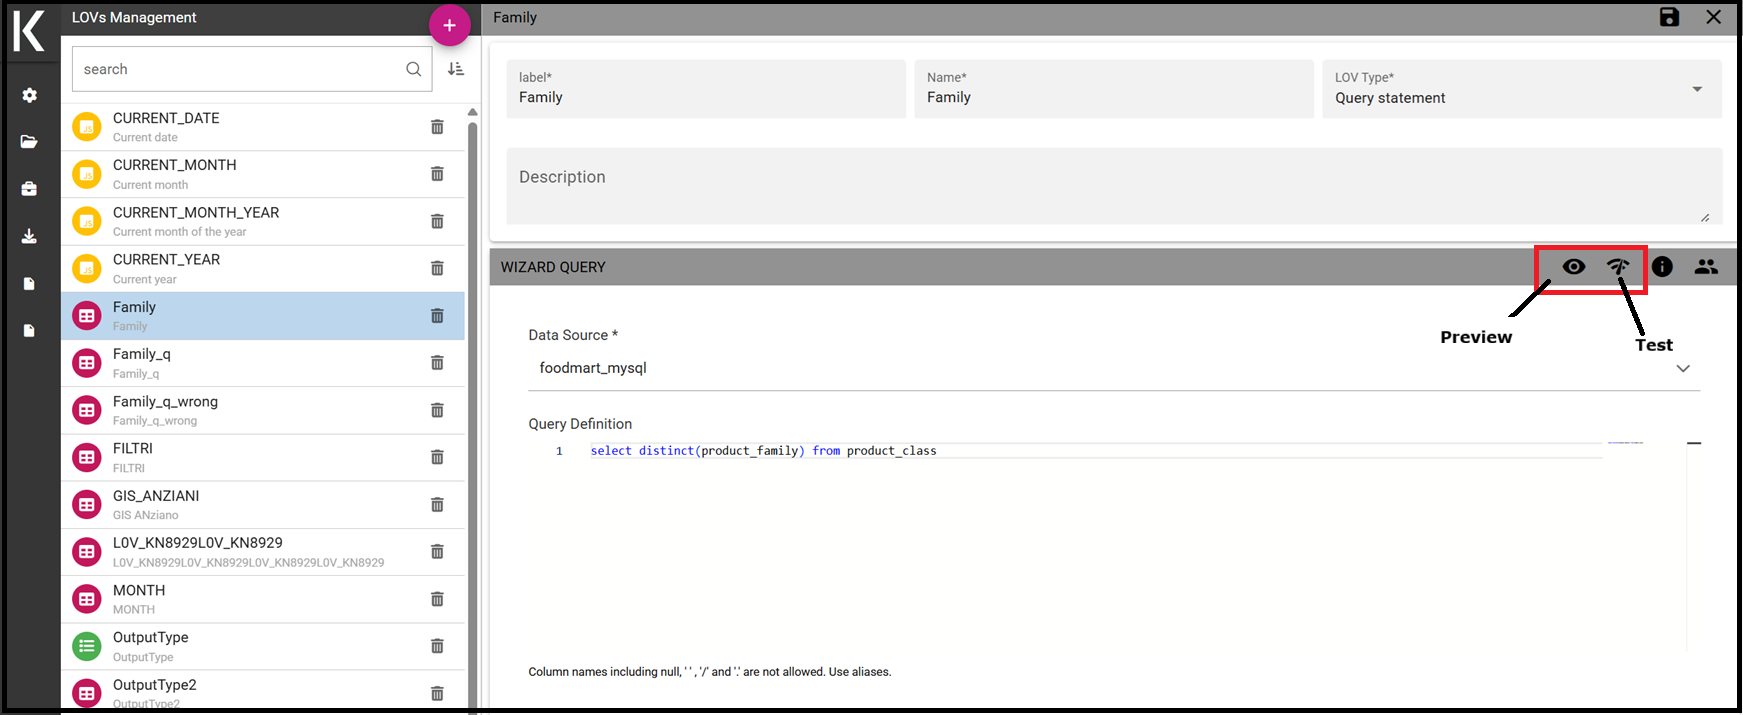 K
LOVs Management
+
search
CURRENT_DATE
Current date
CURRENT_MONTH
Current month
CURRENT_MONTH_YEAR
Current month of the year
CURRENT_YEAR
Current year
Family
Family
Family_q
Family_q
Family_q_wrong
Family_q_wrong
FILTRI
FILTRI
GIS_ANZIANI
GIS ANziano
L0V_KN8929L0V_KN8929
L0V_KN8929L0V_KN8929L0V_KN8929L0V_KN8929
MONTH
MONTH
OutputType
OutputType
OutputType2
OutputType2
Family
label*
Family
Name*
Family
LOV Type*
Query statement
Description
WIZARD QUERY
Preview
Test
Data Source *
foodmart_mysql
Query Definition
1 select distinct(product_family) from product_class
Column names including null, ' ' , '/' and '.' are not allowed. Use aliases.